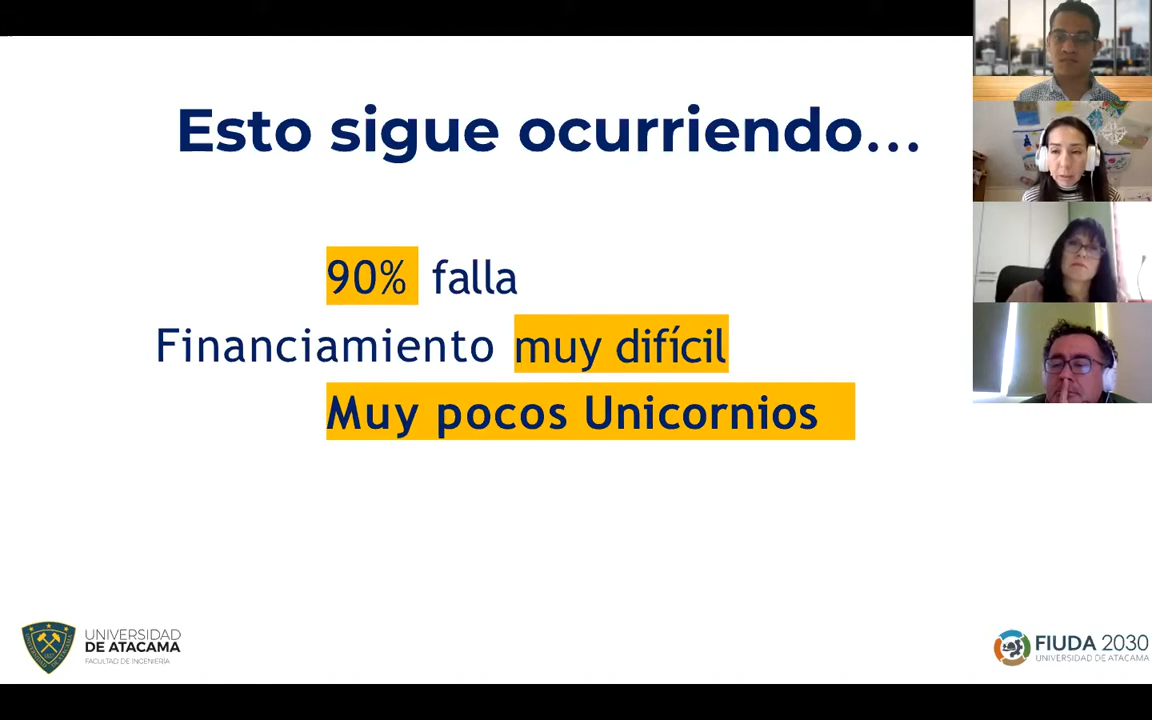 Esto sigue ocurriendo…
90% falla
Financiamiento muy difícil
Muy pocos Unicornios
UNIVERSIDAD
DE ATACAMA
FACULTAD DE INGENIERÍA
FIUDA 2030
UNIVERSIDAD DE ATACAMA